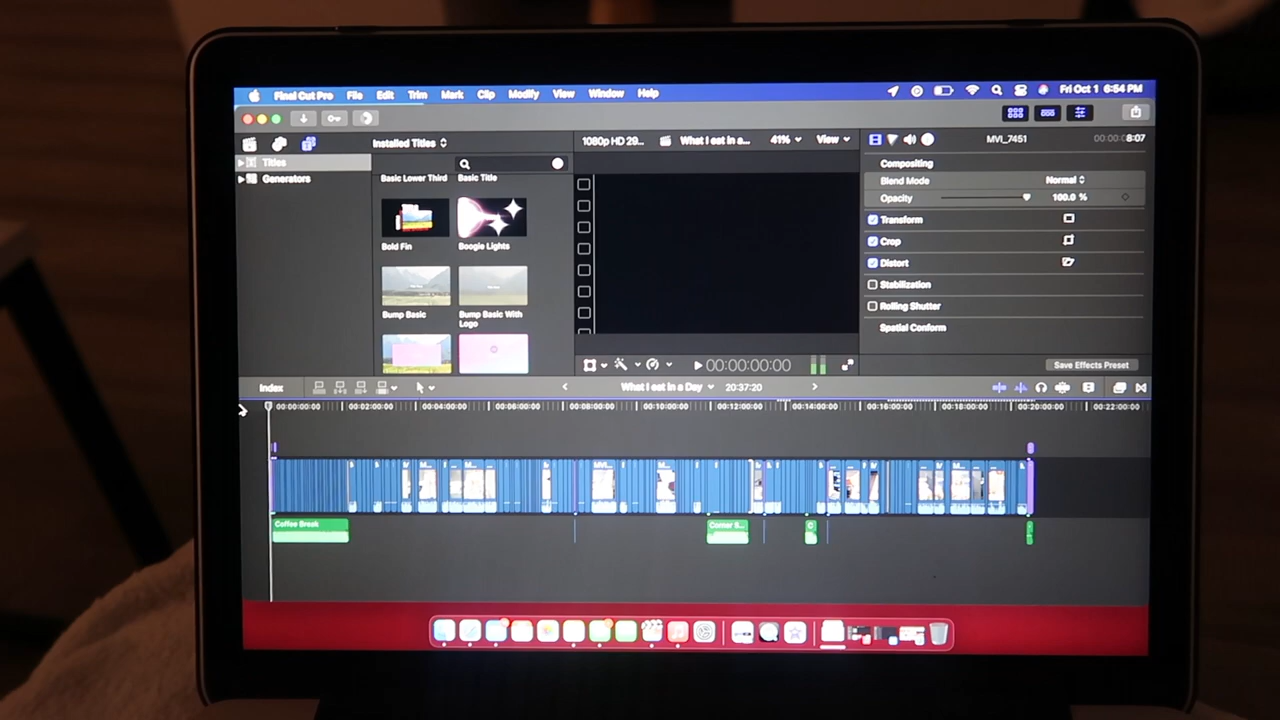 Final Cut Pro File Edit Trim Mark Clip Modify View Window Help Fri Oct 1 6:54 PM
Installed Titles 1080p HD 29... What I eat in a... 41% View MVL_7451 8:07
Titles
Generators
Basic Lower Third Basic Title
Bold Fin Boogie Lights
Bump Basic Bump Basic With Logo
Compositing
Blend Mode Normal
Opacity 100.0 %
Transform
Crop
Distort
Stabilization
Rolling Shutter
Spatial Conform
00:00:00:00
Save Effects Preset
Index What I eat in a Day 20:37:20
00:00:00:00 00:02:00:00 00:04:00:00 00:06:00:00 00:08:00:00 00:10:00:00 00:12:00:00 00:14:00:00 00:16:00:00 00:18:00:00 00:20:00:00 00:22:00:00
Coffee Break Corner S... C